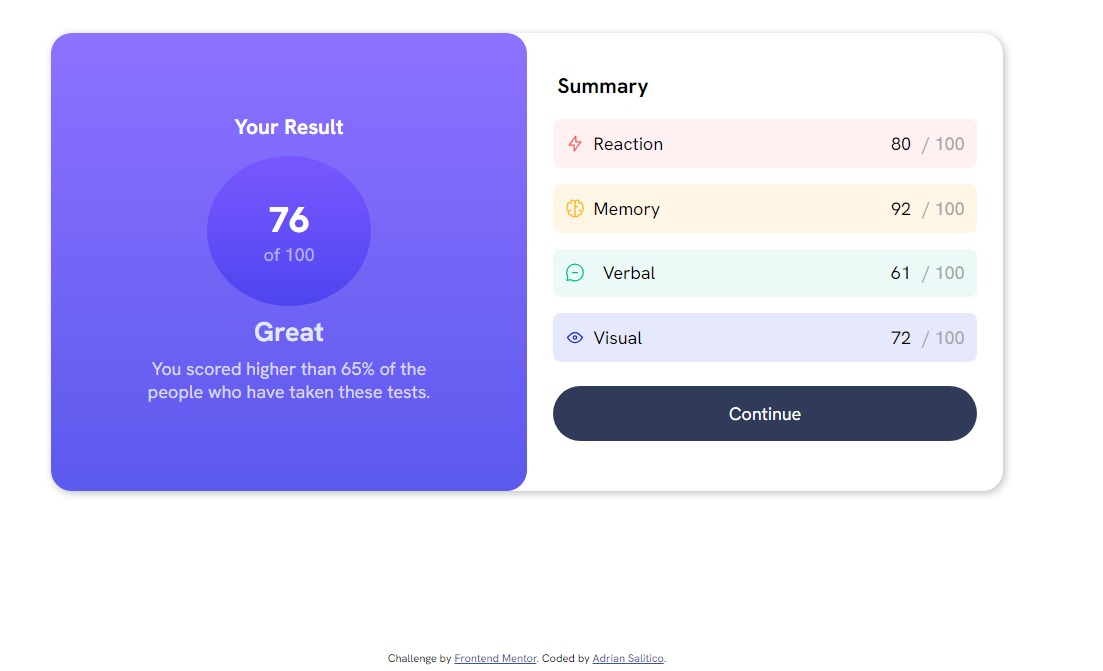 Your Result
76
of 100
Great
You scored higher than 65% of the
people who have taken these tests.
Summary
Reaction 80 / 100
Memory 92 / 100
Verbal 61 / 100
Visual 72 / 100
Continue
Challenge by Frontend Mentor. Coded by Adrian Salitico.